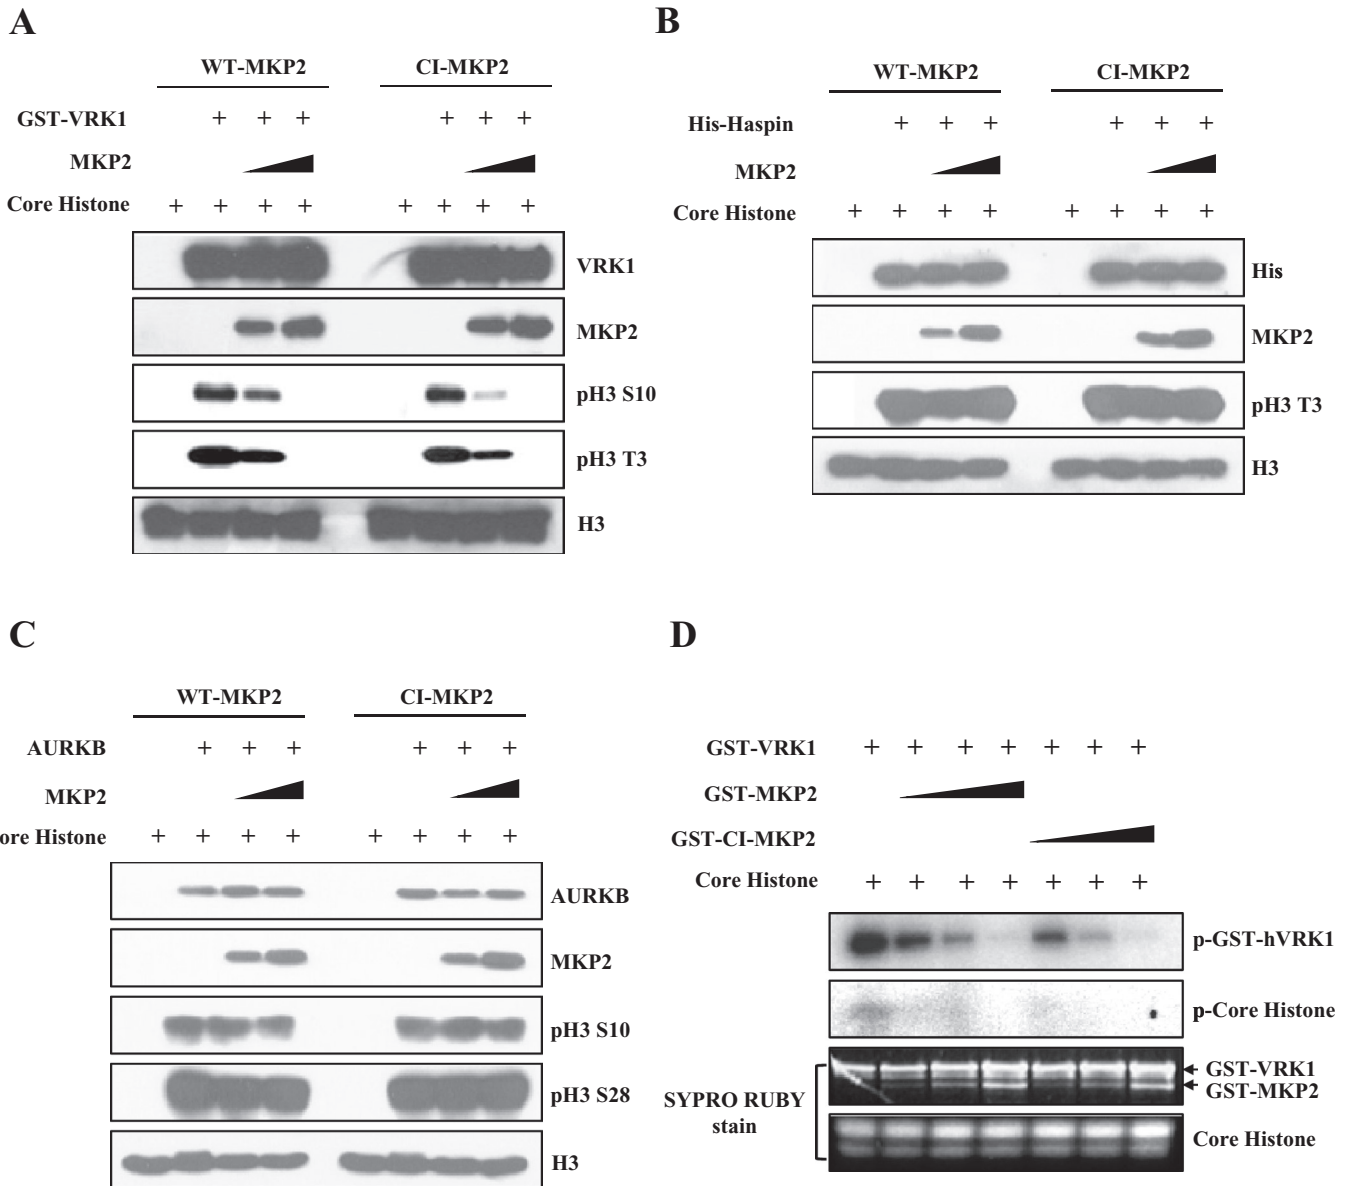 A
WT-MKP2 CI-MKP2
GST-VRK1 + + + + + +
MKP2
Core Histone + + + + + + + +
VRK1
MKP2
pH3 S10
pH3 T3
H3
B
WT-MKP2 CI-MKP2
His-Haspin + + + + + +
MKP2
Core Histone + + + + + + + +
His
MKP2
pH3 T3
H3
C
WT-MKP2 CI-MKP2
AURKB + + + + + +
MKP2
ore Histone + + + + + + + +
AURKB
MKP2
pH3 S10
pH3 S28
H3
D
GST-VRK1 + + + + + + +
GST-MKP2
GST-CI-MKP2
Core Histone + + + + + + +
p-GST-hVRK1
p-Core Histone
GST-VRK1
GST-MKP2
SYPRO RUBY
stain
Core Histone